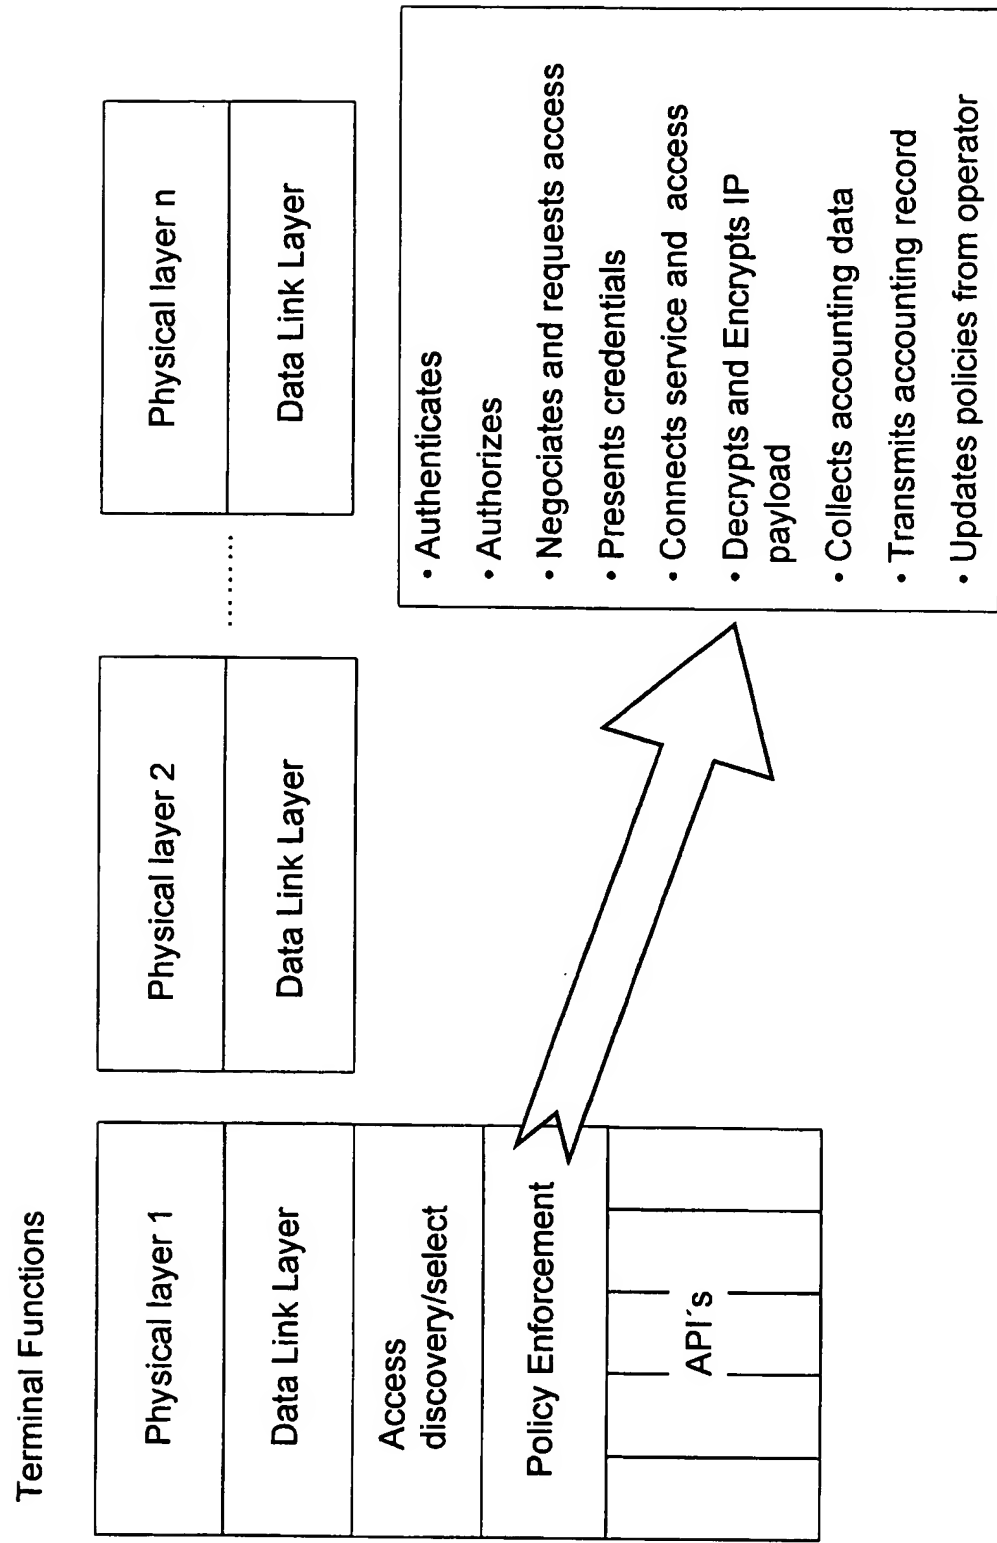 Terminal Functions
Physical layer 1
Data Link Layer
Access
discovery/select
Policy Enforcement
API´s
Physical layer 2
Data Link Layer
........
Physical layer n
Data Link Layer
• Authenticates
• Authorizes
• Negociates and requests access
• Presents credentials
• Connects service and access
• Decrypts and Encrypts IP
payload
• Collects accounting data
• Transmits accounting record
• Updates policies from operator